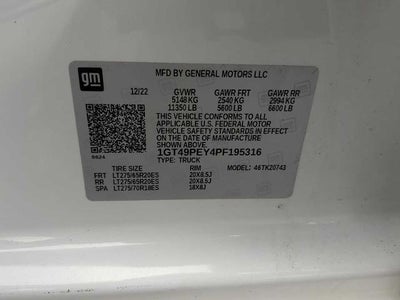 gm
MFD BY GENERAL MOTORS LLC
12/22 GVWR GAWR FRT GAWR RR
5148 KG 2540 KG 2994 KG
11350 LB 5600 LB 6600 LB
THIS VEHICLE CONFORMS TO ALL
APPLICABLE U.S. FEDERAL MOTOR
VEHICLE SAFETY STANDARDS IN EFFECT
ON THE DATE OF MANUFACTURE
SHOWN ABOVE.
1GT49PEY4PF195316
TYPE: TRUCK
TIRE SIZE RIM MODEL: 46TK20743
FRT LT275/65R20ES 20X8.5J
RR LT275/65R20ES 20X8.5J
SPA LT275/70R18ES 18X8J